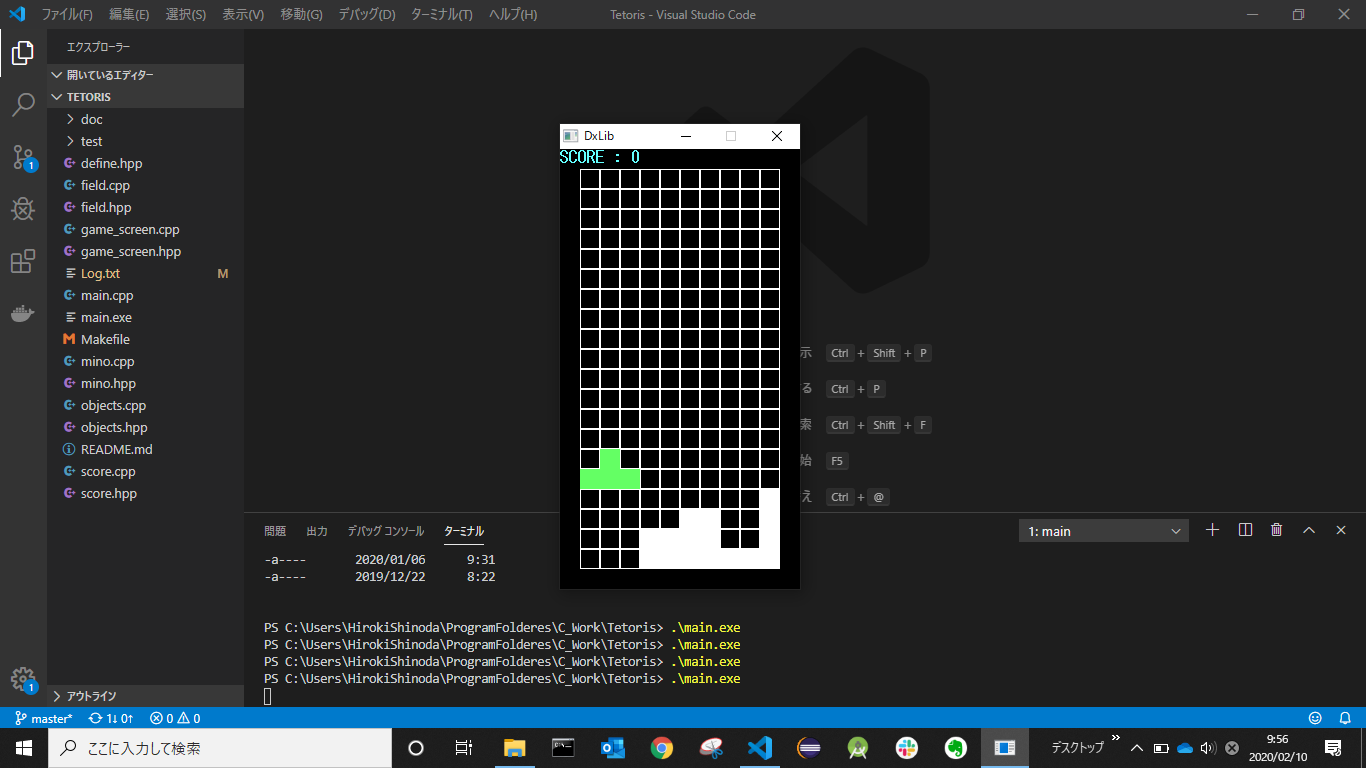 ファイル(F) 編集(E) 選択(S) 表示(V) 移動(G) デバッグ(D) ターミナル(T) ヘルプ(H) Tetoris - Visual Studio Code
エクスプローラー
開いているエディター
TETORIS
doc
test
define.hpp
field.cpp
field.hpp
game_screen.cpp
game_screen.hpp
Log.txt M
main.cpp
main.exe
Makefile
mino.cpp
mino.hpp
objects.cpp
objects.hpp
README.md
score.cpp
score.hpp
アウトライン
1
1
DxLib
SCORE : 0
示 Ctrl + Shift + P
る Ctrl + P
索 Ctrl + Shift + F
始 F5
え Ctrl + @
問題 出力 デバッグ コンソール ターミナル 1: main
-a---- 2020/01/06 9:31
-a---- 2019/12/22 8:22
PS C:\Users\HirokiShinoda\ProgramFolderes\C_Work\Tetoris> .\main.exe
PS C:\Users\HirokiShinoda\ProgramFolderes\C_Work\Tetoris> .\main.exe
PS C:\Users\HirokiShinoda\ProgramFolderes\C_Work\Tetoris> .\main.exe
PS C:\Users\HirokiShinoda\ProgramFolderes\C_Work\Tetoris> .\main.exe
master* 1↓ 0↑ 0 0
ここに入力して検索
デスクトップ
9:56
2020/02/10